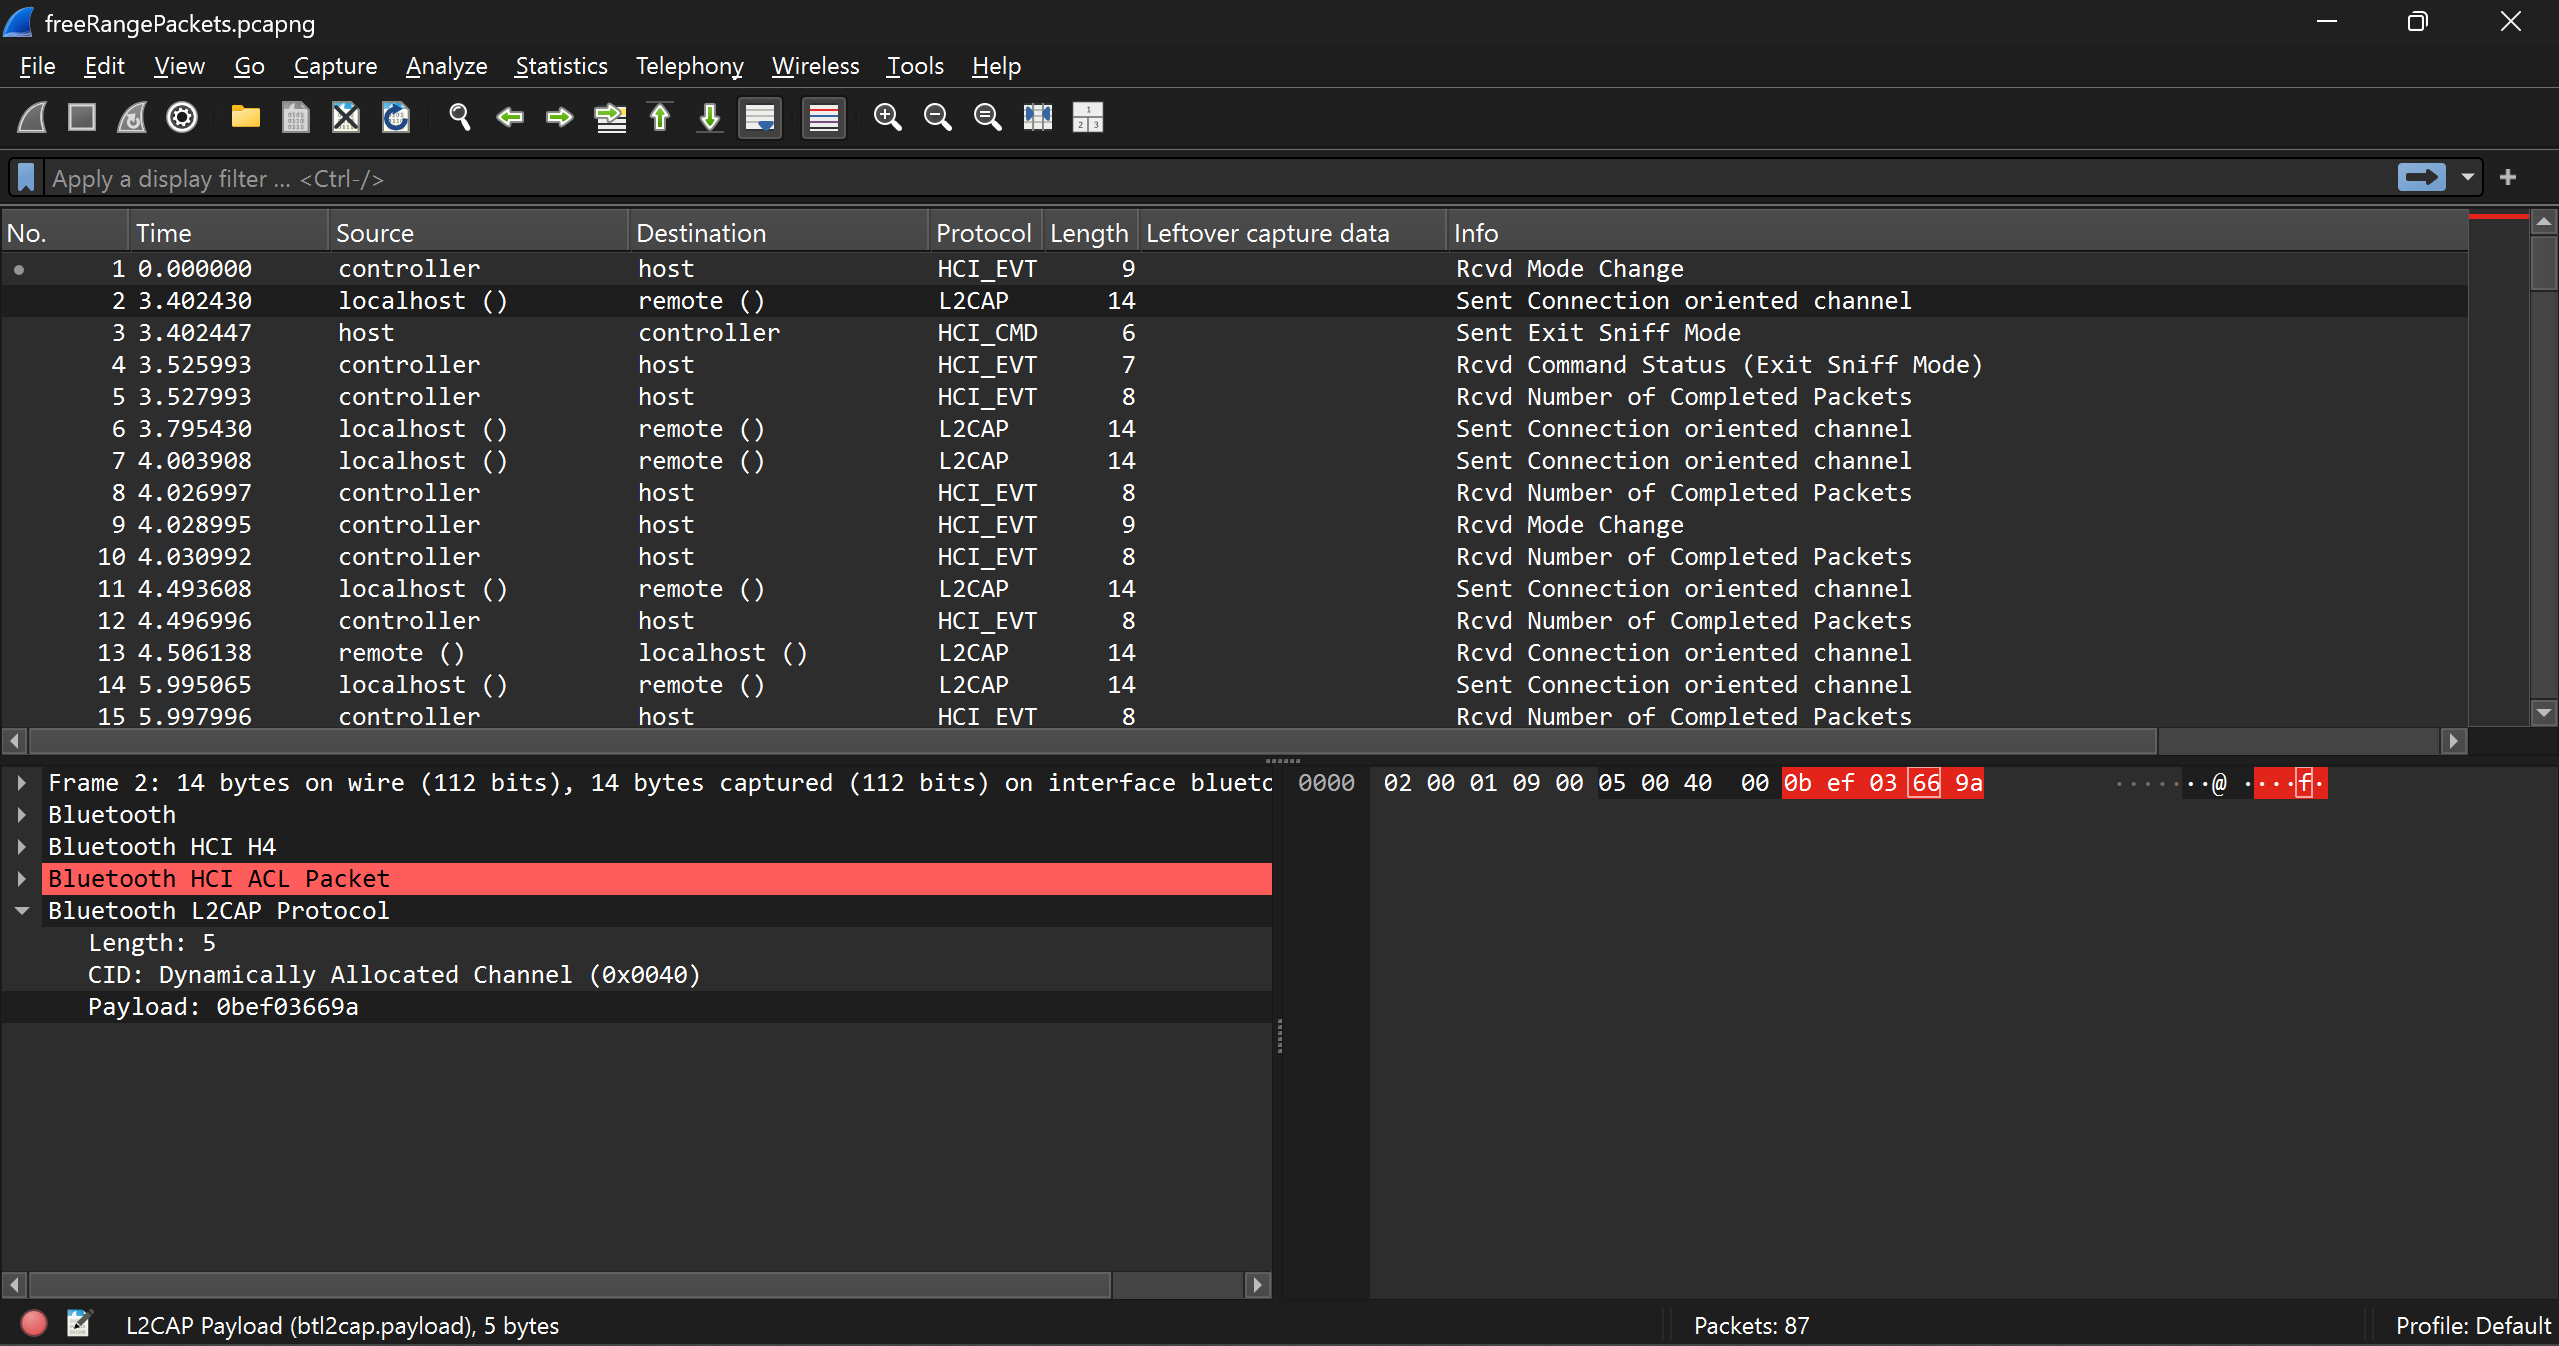 freeRangePackets.pcapng
File Edit View Go Capture Analyze Statistics Telephony Wireless Tools Help
Apply a display filter ... <Ctrl-/>
No. Time Source Destination Protocol Length Leftover capture data Info
1 0.000000 controller host HCI_EVT 9 Rcvd Mode Change
2 3.402430 localhost () remote () L2CAP 14 Sent Connection oriented channel
3 3.402447 host controller HCI_CMD 6 Sent Exit Sniff Mode
4 3.525993 controller host HCI_EVT 7 Rcvd Command Status (Exit Sniff Mode)
5 3.527993 controller host HCI_EVT 8 Rcvd Number of Completed Packets
6 3.795430 localhost () remote () L2CAP 14 Sent Connection oriented channel
7 4.003908 localhost () remote () L2CAP 14 Sent Connection oriented channel
8 4.026997 controller host HCI_EVT 8 Rcvd Number of Completed Packets
9 4.028995 controller host HCI_EVT 9 Rcvd Mode Change
10 4.030992 controller host HCI_EVT 8 Rcvd Number of Completed Packets
11 4.493608 localhost () remote () L2CAP 14 Sent Connection oriented channel
12 4.496996 controller host HCI_EVT 8 Rcvd Number of Completed Packets
13 4.506138 remote () localhost () L2CAP 14 Rcvd Connection oriented channel
14 5.995065 localhost () remote () L2CAP 14 Sent Connection oriented channel
15 5.997996 controller host HCI_EVT 8 Rcvd Number of Completed Packets
Frame 2: 14 bytes on wire (112 bits), 14 bytes captured (112 bits) on interface bluetc
Bluetooth
Bluetooth HCI H4
Bluetooth HCI ACL Packet
Bluetooth L2CAP Protocol
Length: 5
CID: Dynamically Allocated Channel (0x0040)
Payload: 0bef03669a
0000 02 00 01 09 00 05 00 40 00 0b ef 03 66 9a ·······@ ····f·
L2CAP Payload (btl2cap.payload), 5 bytes
Packets: 87
Profile: Default